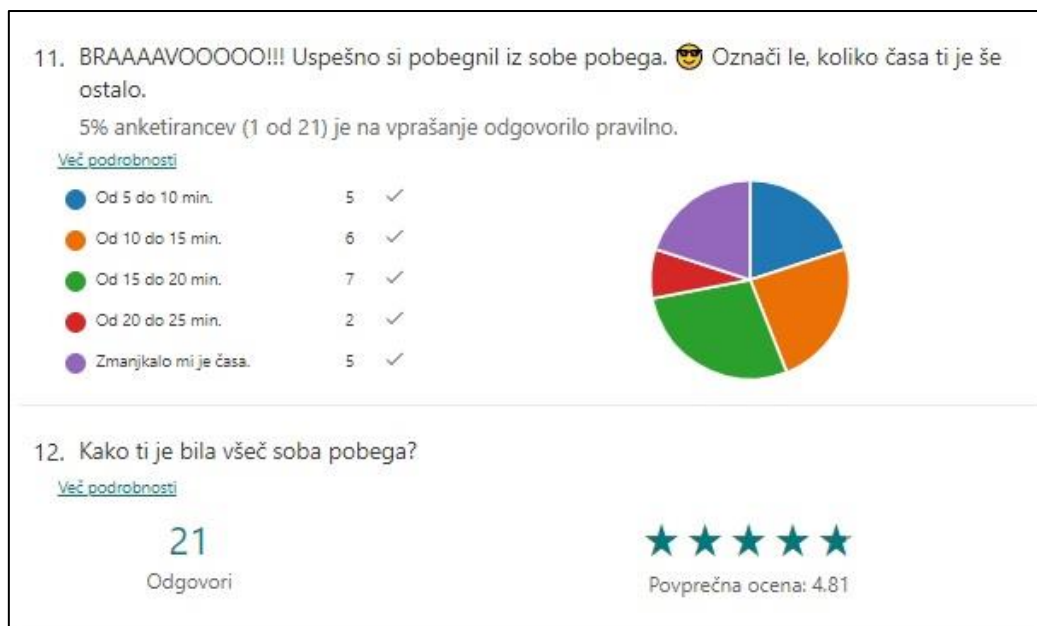 11. BRAAAAVOOOOO!!! Uspešno si pobegnil iz sobe pobega. 😎 Označi le, koliko časa ti je še
ostalo.
5% anketirancev (1 od 21) je na vprašanje odgovorilo pravilno.
Več podrobnosti
Od 5 do 10 min. 5 ✓
Od 10 do 15 min. 6 ✓
Od 15 do 20 min. 7 ✓
Od 20 do 25 min. 2 ✓
Zmanjkalo mi je časa. 5 ✓
12. Kako ti je bila všeč soba pobega?
Več podrobnosti
21
Odgovori
Povprečna ocena: 4.81